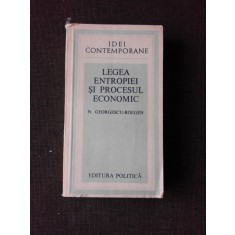 IDEI
CONTEMPORANE
LEGEA
ENTROPIEI
ŞI PROCESUL
ECONOMIC
N. GEORGESCU-ROEGEN
EDITURA POLITICĂ